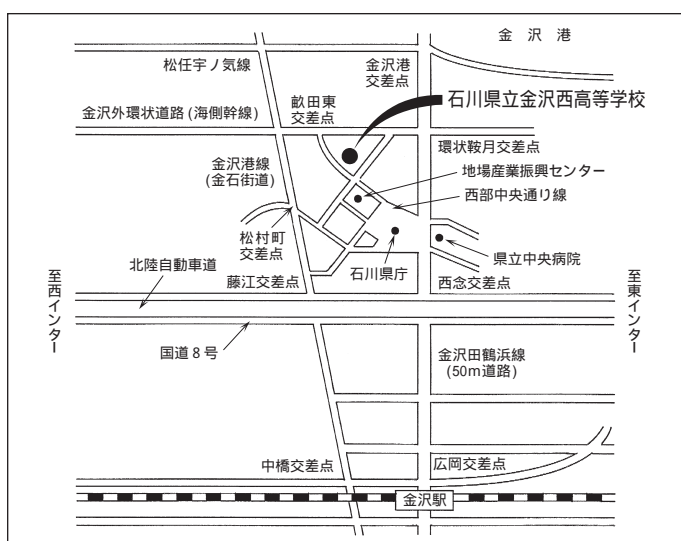 金沢港
松任宇ノ気線
金沢港
交差点
畝田東
交差点
石川県立金沢西高等学校
金沢外環状道路(海側幹線)
環状鞍月交差点
金沢港線
(金石街道)
地場産業振興センター
西部中央通り線
松村町
交差点
県立中央病院
北陸自動車道
藤江交差点
石川県庁
西念交差点
至西インター
至東インター
国道8号
金沢田鶴浜線
(50m道路)
中橋交差点
広岡交差点
金沢駅